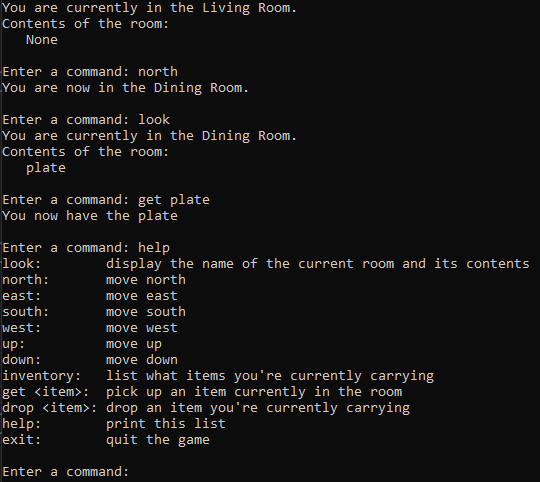 You are currently in the Living Room.
Contents of the room:
   None

Enter a command: north
You are now in the Dining Room.

Enter a command: look
You are currently in the Dining Room.
Contents of the room:
   plate

Enter a command: get plate
You now have the plate

Enter a command: help
look:        display the name of the current room and its contents
north:       move north
east:        move east
south:       move south
west:        move west
up:          move up
down:        move down
inventory:   list what items you're currently carrying
get <item>:  pick up an item currently in the room
drop <item>: drop an item you're currently carrying
help:        print this list
exit:        quit the game

Enter a command: